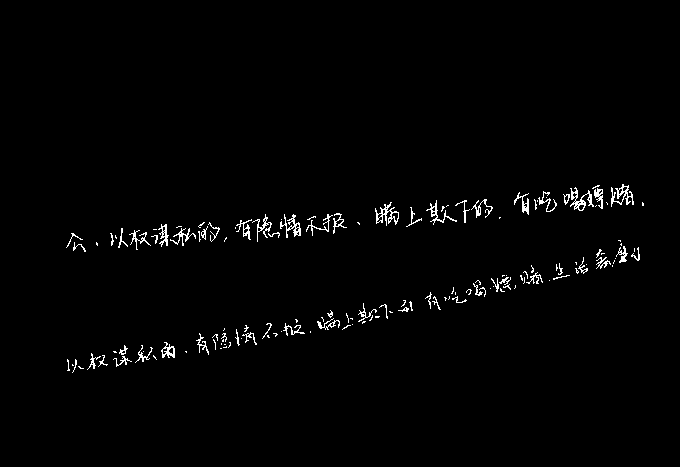 公、以权谋私的,有隐情不报、瞒上欺下的,有吃喝嫖赌,
以权谋私的,有隐情不报,瞒上欺下的 有吃喝嫖赌,生活